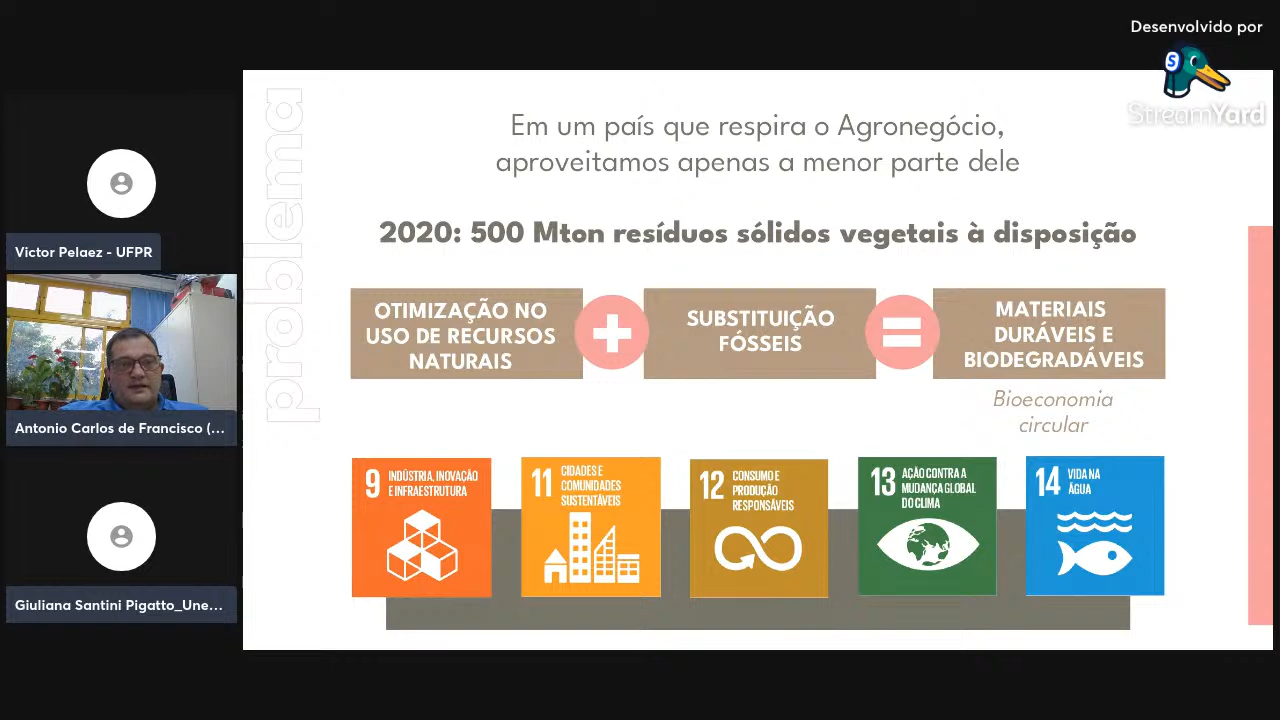 Desenvolvido por
StreamYard
problema
Em um país que respira o Agronegócio,
aproveitamos apenas a menor parte dele
2020: 500 Mton resíduos sólidos vegetais à disposição
OTIMIZAÇÃO NO
USO DE RECURSOS
NATURAIS
+
SUBSTITUIÇÃO
FÓSSEIS
=
MATERIAIS
DURÁVEIS E
BIODEGRADÁVEIS
Bioeconomia
circular
9 INDÚSTRIA, INOVAÇÃO
E INFRAESTRUTURA
11 CIDADES E
COMUNIDADES
SUSTENTÁVEIS
12 CONSUMO E
PRODUÇÃO
RESPONSÁVEIS
13 AÇÃO CONTRA A
MUDANÇA GLOBAL
DO CLIMA
14 VIDA NA
ÁGUA
Victor Pelaez - UFPR
Antonio Carlos de Francisco (...
Giuliana Santini Pigatto_Une...